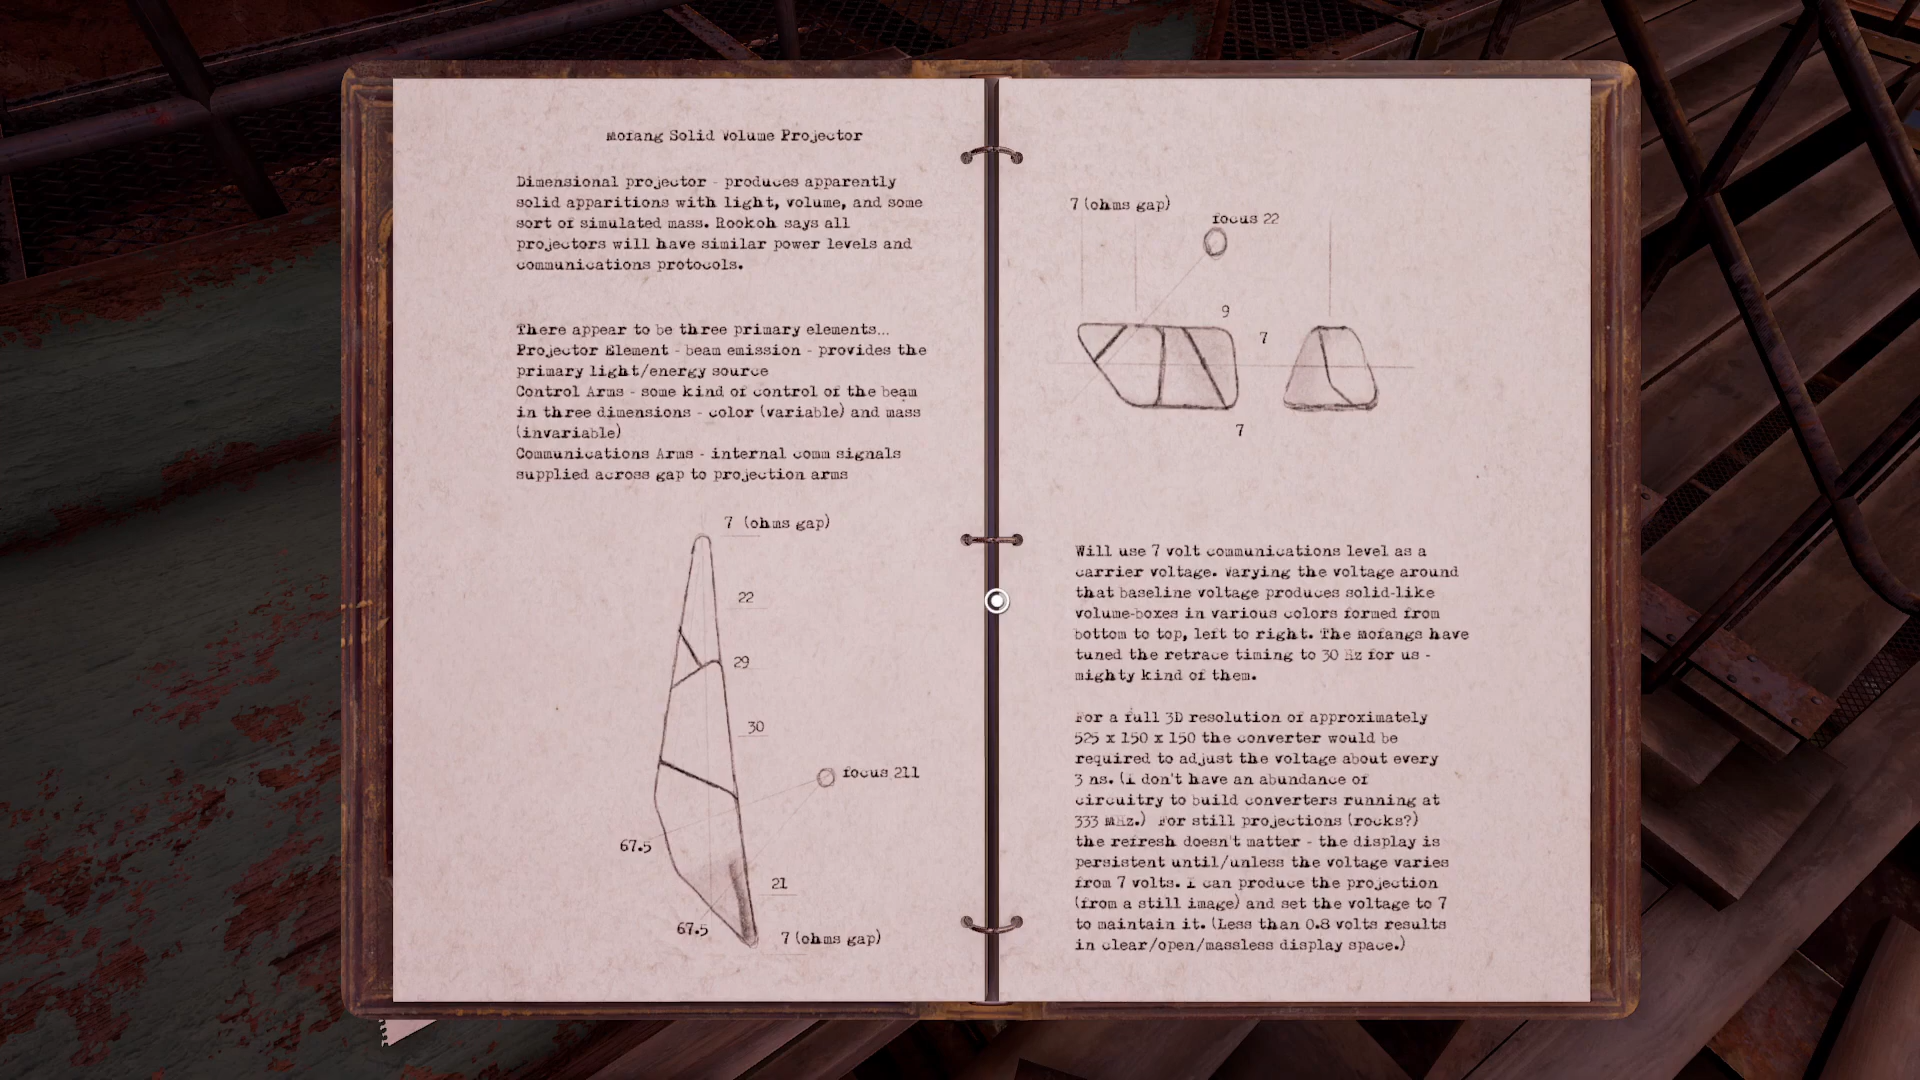 Mofang Solid Volume Projector
Dimensional projector - produces apparently
solid apparitions with light, volume, and some
sort of simulated mass. Rookoh says all
projectors will have similar power levels and
communications protocols.
There appear to be three primary elements...
Projector Element - beam emission - provides the
primary light/energy source
Control Arms - some kind of control of the beam
in three dimensions - color (variable) and mass
(invariable)
Communications Arms - internal comm signals
supplied across gap to projection arms
7 (ohms gap)
22
29
30
focus 211
67.5
21
67.5
7 (ohms gap)
7 (ohms gap)
focus 22
9
7
7
Will use 7 volt communications level as a
carrier voltage. Varying the voltage around
that baseline voltage produces solid-like
volume-boxes in various colors formed from
bottom to top, left to right. The Mofangs have
tuned the retrace timing to 30 Hz for us -
mighty kind of them.
For a full 3D resolution of approximately
525 x 150 x 150 the converter would be
required to adjust the voltage about every
3 ns. (I don't have an abundance of
circuitry to build converters running at
333 MHz.) For still projections (rocks?)
the refresh doesn't matter - the display is
persistent until/unless the voltage varies
from 7 volts. I can produce the projection
(from a still image) and set the voltage to 7
to maintain it. (Less than 0.8 volts results
in clear/open/massless display space.)